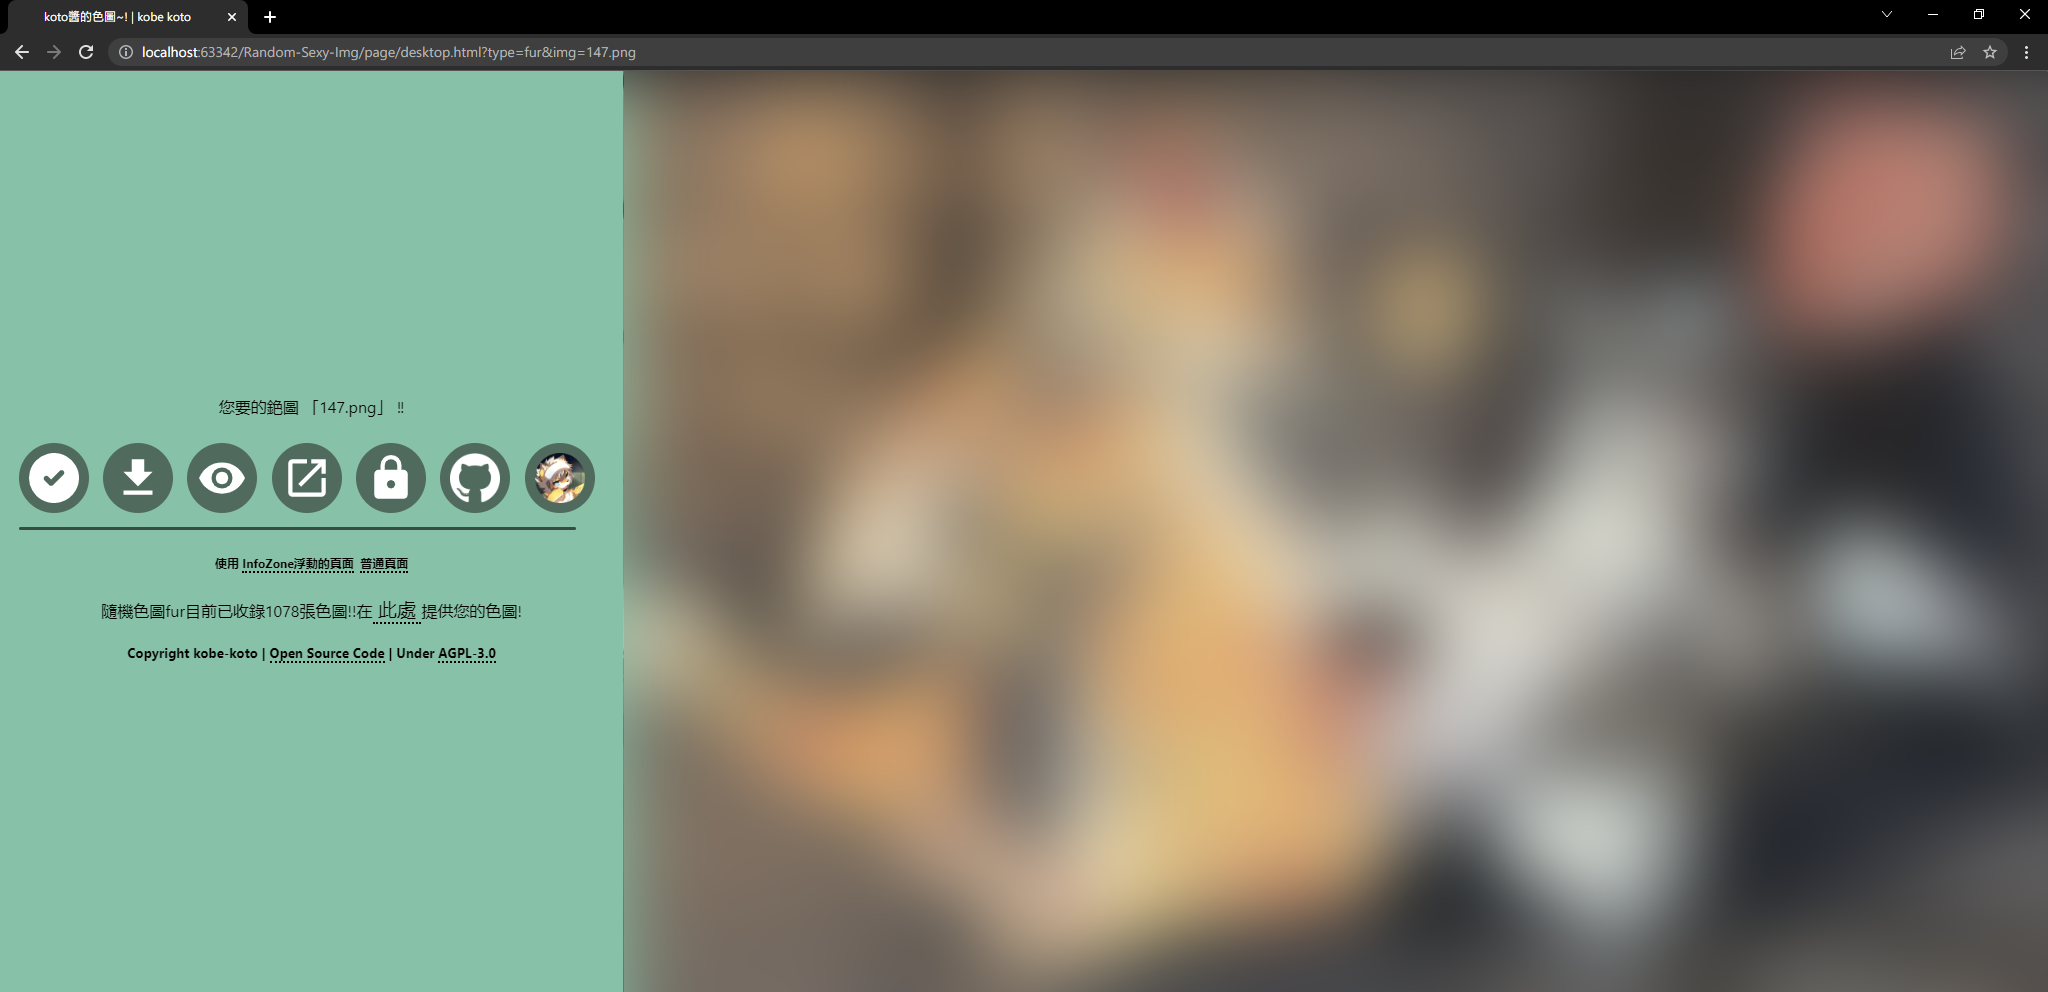 koto醬的色圖~! | kobe koto
localhost:63342/Random-Sexy-Img/page/desktop.html?type=fur&img=147.png
您要的銫圖 「147.png」 !!
使用 InfoZone浮動的頁面 普通頁面
隨機色圖fur目前已收錄1078張色圖!!在 此處 提供您的色圖!
Copyright kobe-koto | Open Source Code | Under AGPL-3.0